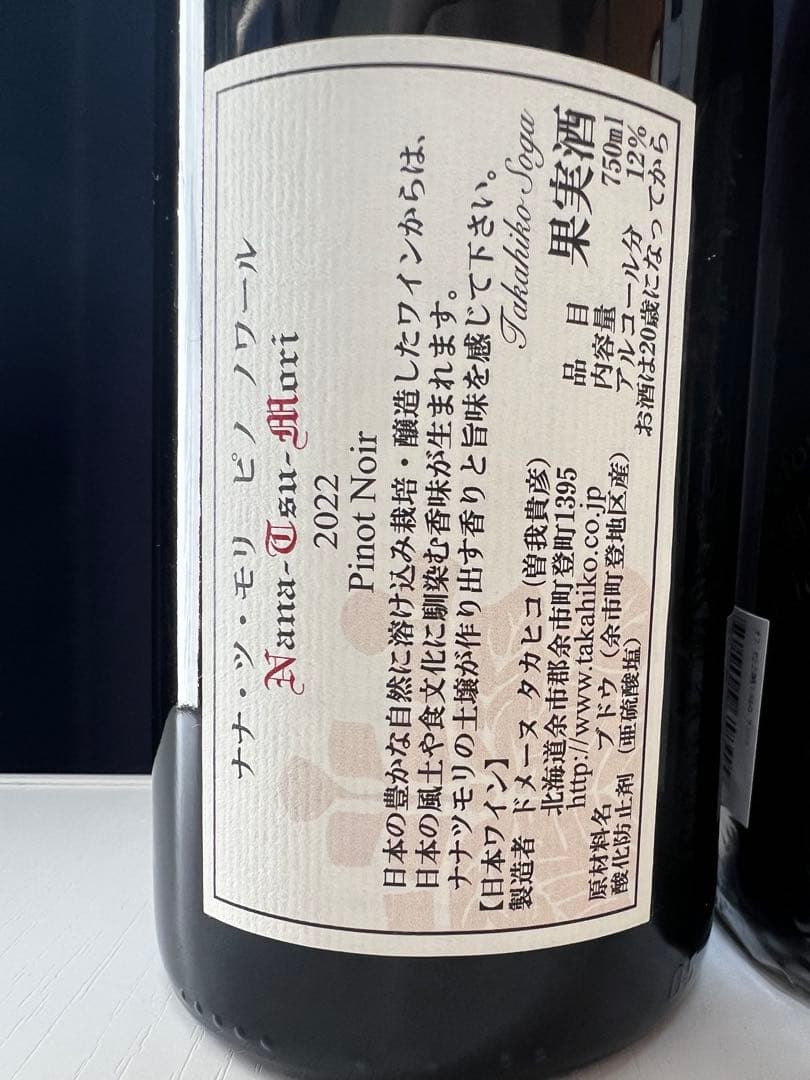 ナナ・ツ・モリ ピノ ノワール
Nana-Tsu-Mori
2022
Pinot Noir
日本の豊かな自然に溶け込み栽培・醸造したワインからは、
日本の風土や食文化に馴染む香味が生まれます。
ナナツモリの土壌が作り出す香りと旨味を感じて下さい。
Takahiko Soga
【日本ワイン】
製造者 ドメーヌ タカヒコ (曽我貴彦)
北海道余市郡余市町登町1395
http://www.takahiko.co.jp
原材料名 ブドウ (余市町登地区産)
酸化防止剤 (亜硫酸塩)
品目 果実酒
内容量 750ml
アルコール分 12%
お酒は20歳になってから